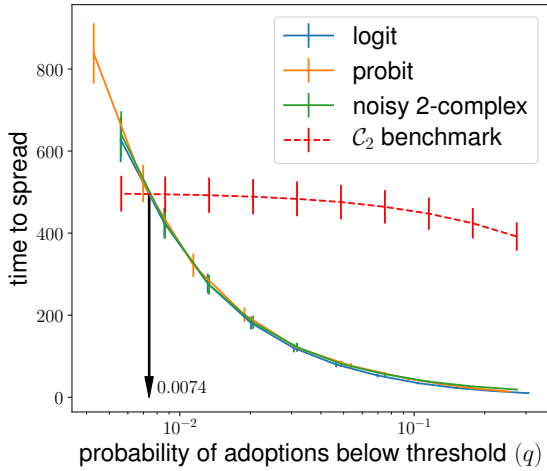 logit
probit
noisy 2-complex
𝒞₂ benchmark
time to spread
800
600
400
200
0
0.0074
10⁻²
10⁻¹
probability of adoptions below threshold (q)